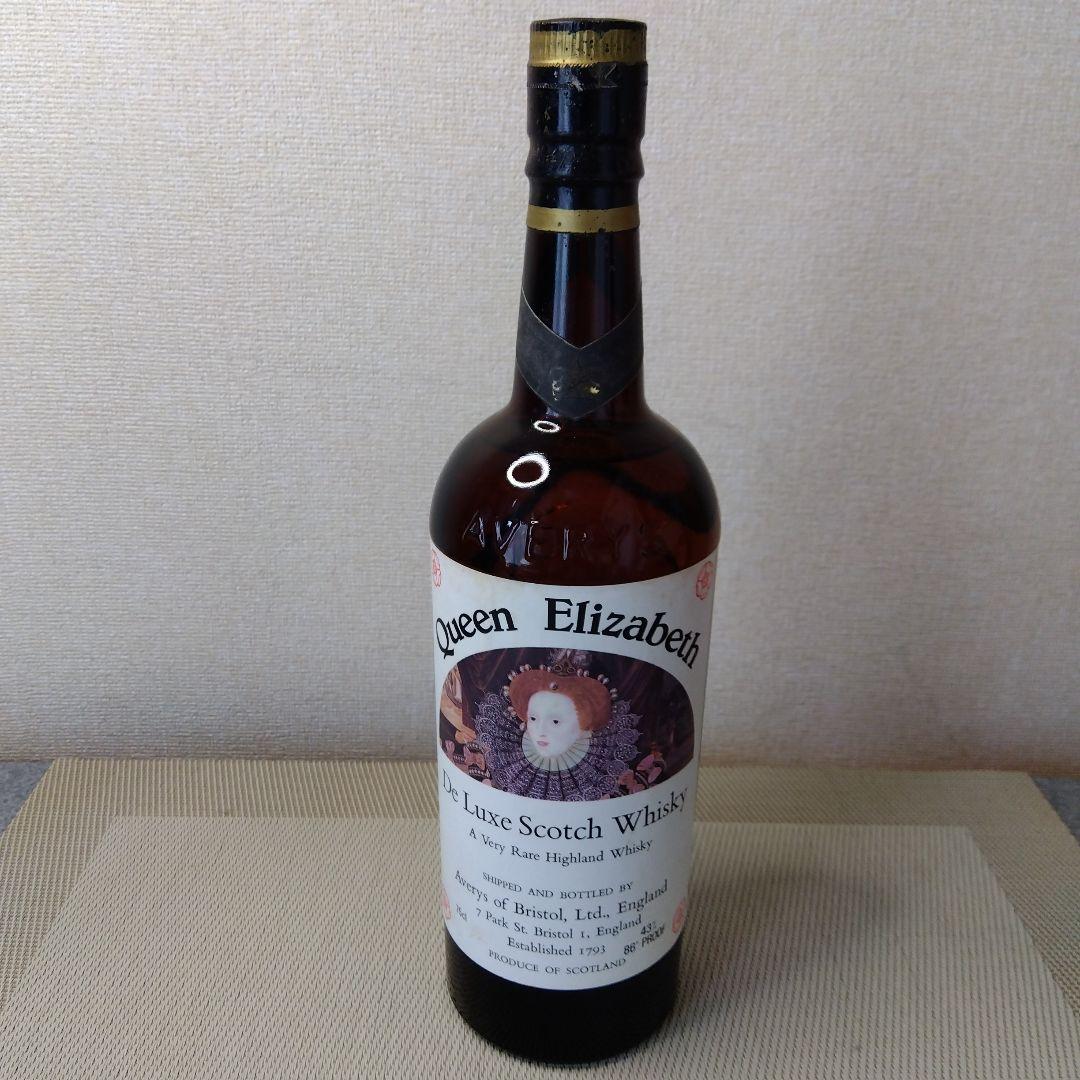 AVERY'S
Queen Elizabeth
De Luxe Scotch Whisky
A Very Rare Highland Whisky
SHIPPED AND BOTTLED BY
Averys of Bristol, Ltd., England
7 Park St. Bristol 1, England
Established 1793
43%
86° PROOF
PRODUCE OF SCOTLAND